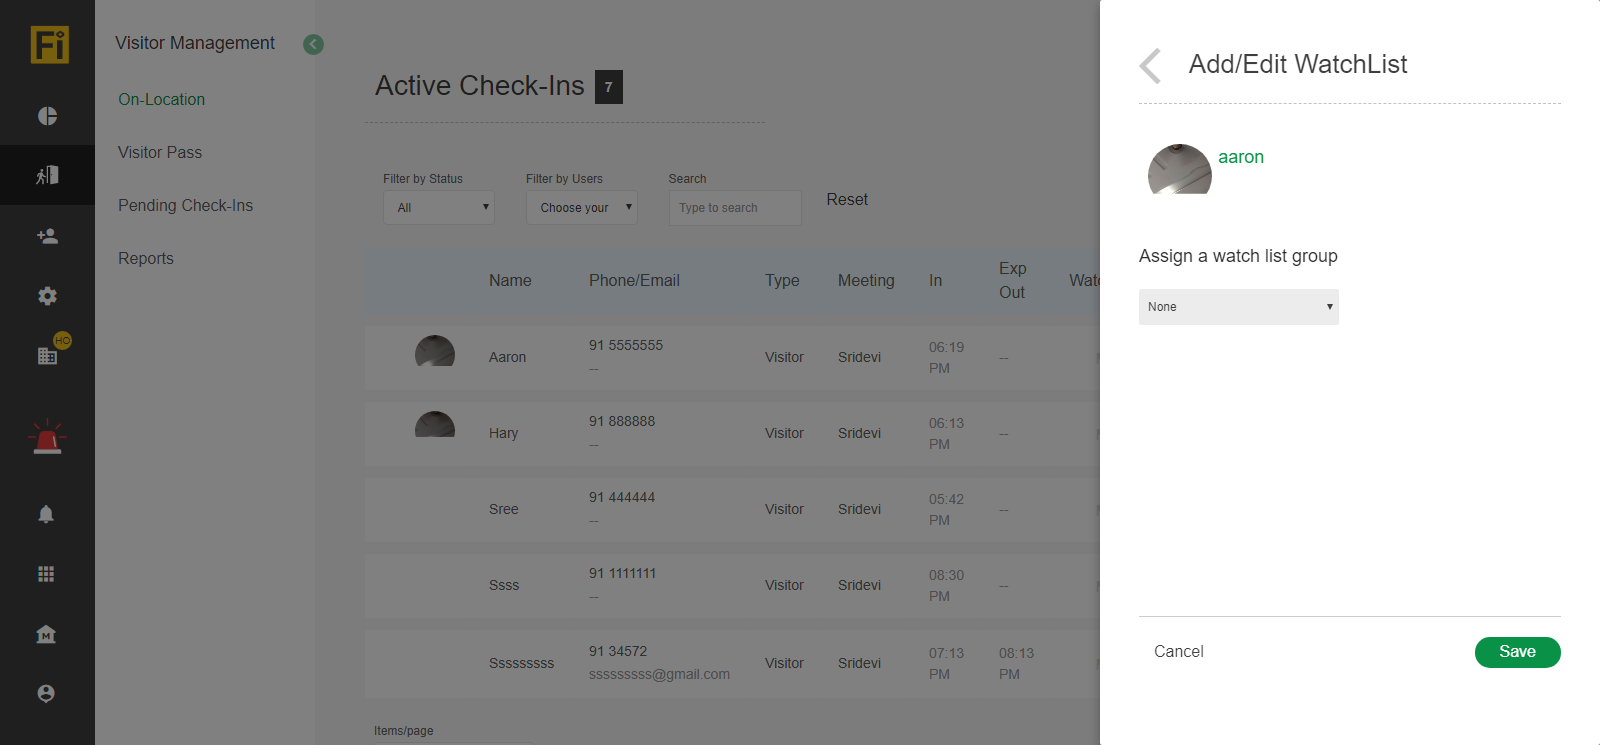 Fi
Visitor Management
On-Location
Visitor Pass
Pending Check-Ins
Reports
HO
M
Active Check-Ins 7
Filter by Status
All
Filter by Users
Choose your
Search
Type to search
Reset
Name Phone/Email Type Meeting In Exp Out
Aaron 91 5555555 -- Visitor Sridevi 06:19 PM --
Hary 91 888888 -- Visitor Sridevi 06:13 PM --
Sree 91 444444 -- Visitor Sridevi 05:42 PM --
Ssss 91 1111111 -- Visitor Sridevi 08:30 PM --
Sssssssss 91 34572 sssssssss@gmail.com Visitor Sridevi 07:13 PM 08:13 PM
Items/page
Add/Edit WatchList
aaron
Assign a watch list group
None
Cancel
Save